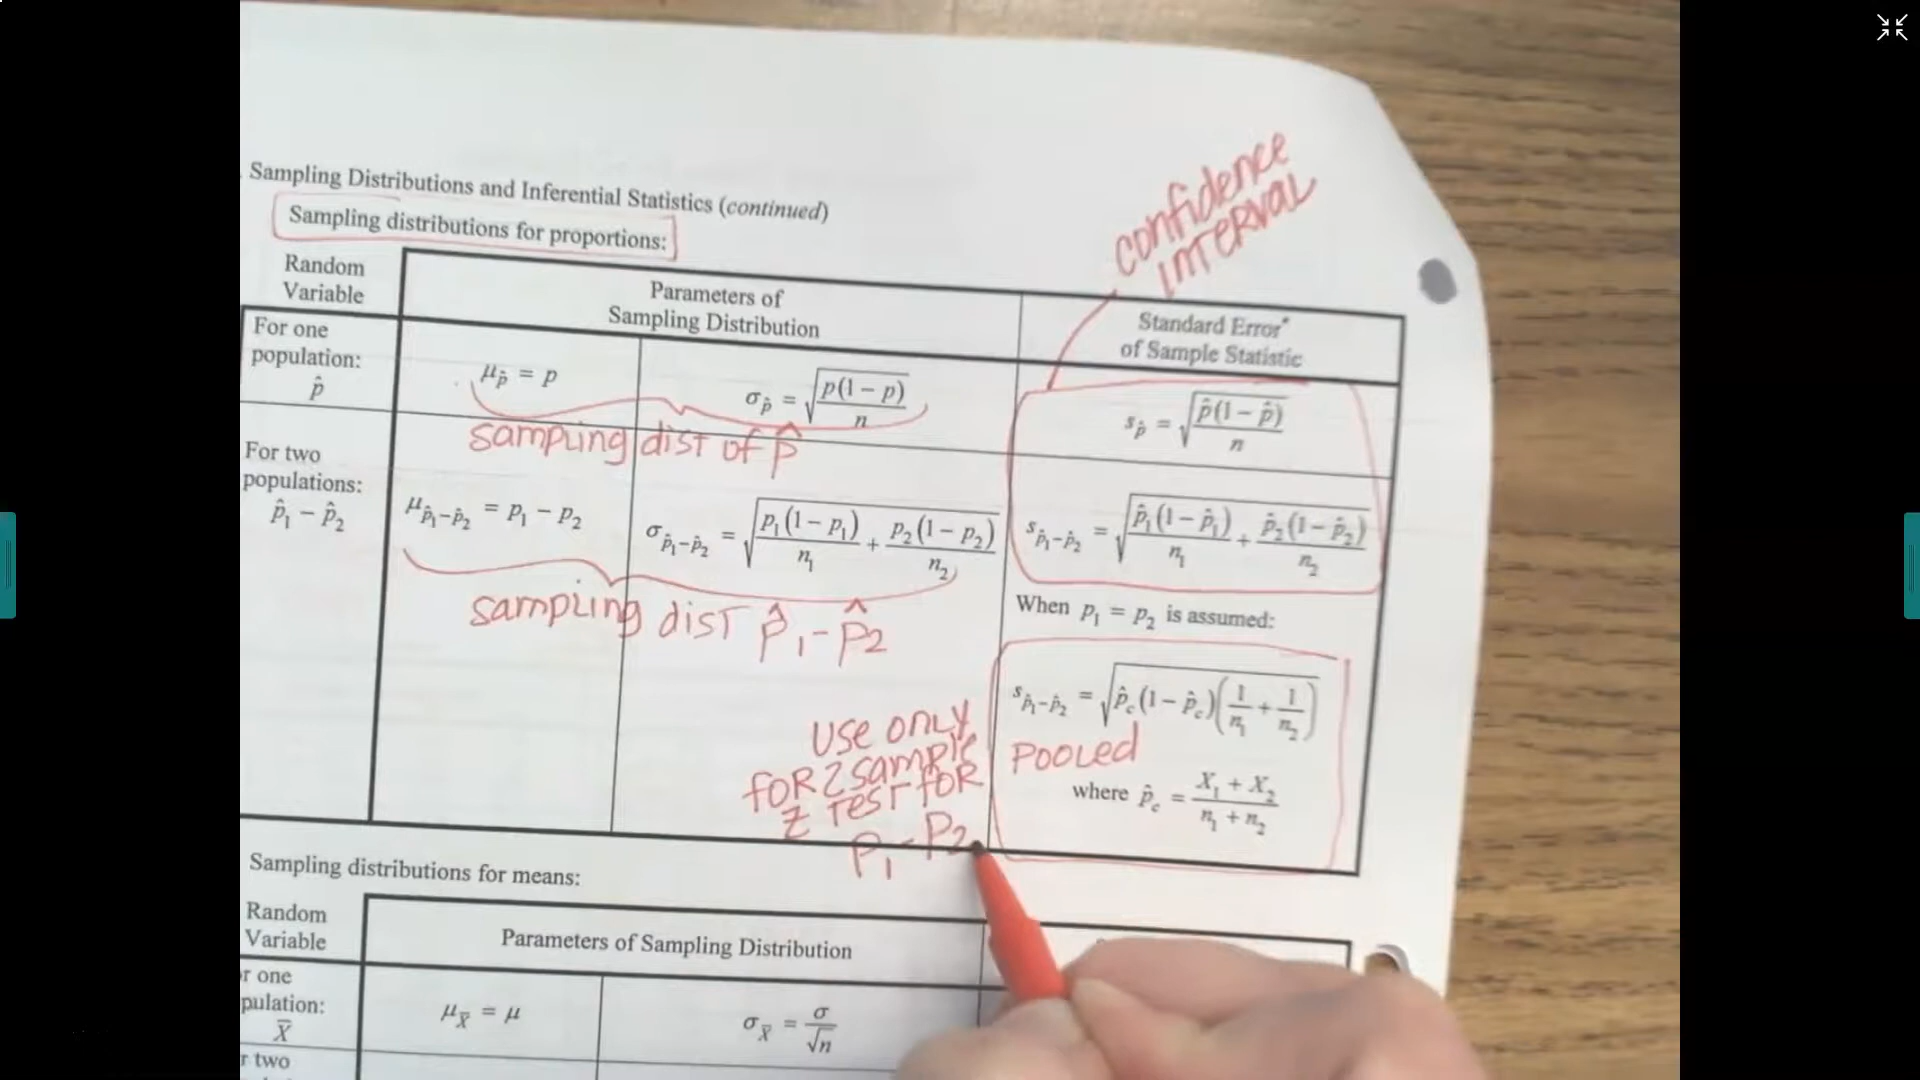 Sampling Distributions and Inferential Statistics (continued)
Sampling distributions for proportions:
confidence
INTERVAL
Random
Variable
Parameters of
Sampling Distribution
Standard Error*
of Sample Statistic
For one
population:
p̂
μp̂ = p
σp̂ = √(p(1 − p)/n)
sp̂ = √(p̂(1 − p̂)/n)
sampling dist of p̂
For two
populations:
p̂₁ − p̂₂
μp̂₁−p̂₂ = p₁ − p₂
σp̂₁−p̂₂ = √(p₁(1 − p₁)/n₁ + p₂(1 − p₂)/n₂)
sp̂₁−p̂₂ = √(p̂₁(1 − p̂₁)/n₁ + p̂₂(1 − p̂₂)/n₂)
sampling dist p̂₁ - p̂₂
When p₁ = p₂ is assumed:
sp̂₁−p̂₂ = √(p̂c(1 − p̂c)(1/n₁ + 1/n₂))
POOLED
where p̂c = (X₁ + X₂)/(n₁ + n₂)
USE ONLY
FOR 2 sample
Z TEST FOR
P₁ - P₂
Sampling distributions for means:
Random
Variable
Parameters of Sampling Distribution
r one
pulation:
X̄
μX̄ = μ
σX̄ = σ/√n
r two